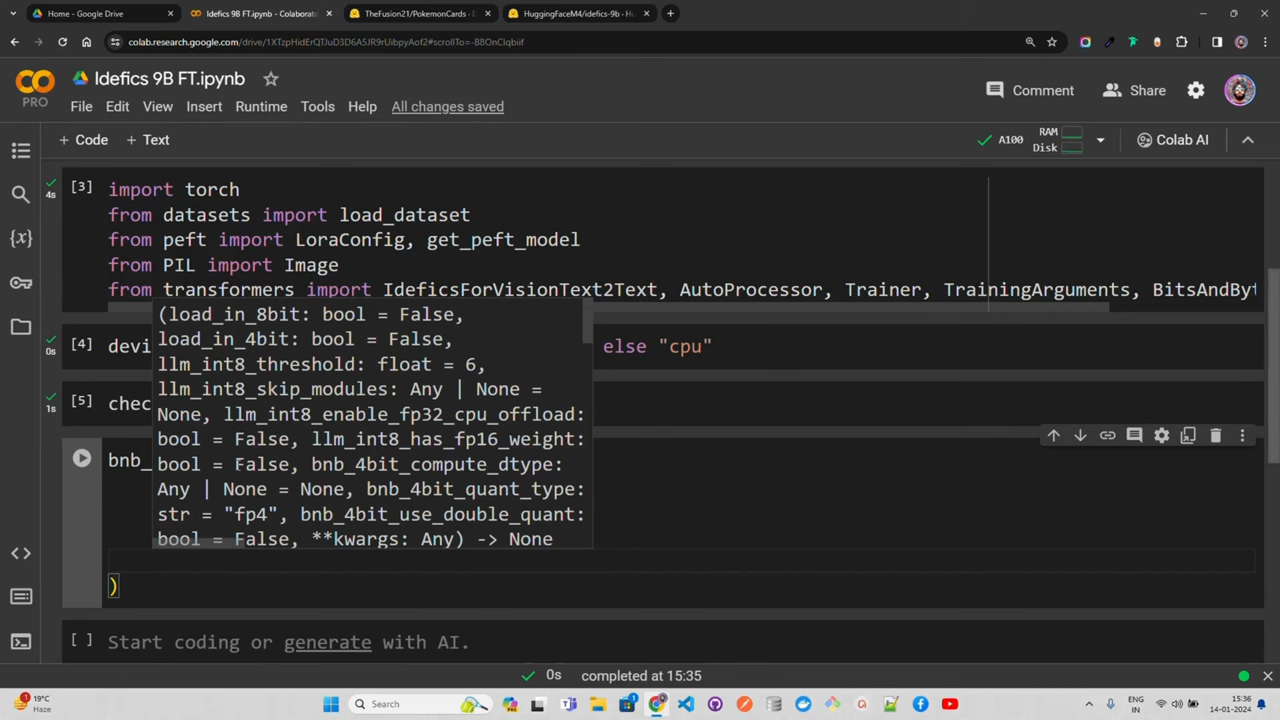 Home - Google Drive
Idefics 9B FT.ipynb - Colaborate
TheFusion21/PokemonCards · D
HuggingFaceM4/idefics-9b · Hu
colab.research.google.com/drive/1XTzpHidErQTJuD3D6ASJR9rUibpyAof2#scrollTo=-B8OnClqbiif
Idefics 9B FT.ipynb
PRO
File Edit View Insert Runtime Tools Help All changes saved
Comment
Share
+ Code + Text
A100
RAM
Disk
Colab AI
[3]
4s
import torch
from datasets import load_dataset
from peft import LoraConfig, get_peft_model
from PIL import Image
from transformers import IdeficsForVisionText2Text, AutoProcessor, Trainer, TrainingArguments, BitsAndByt
(load_in_8bit: bool = False,
load_in_4bit: bool = False,
llm_int8_threshold: float = 6,
llm_int8_skip_modules: Any | None =
None, llm_int8_enable_fp32_cpu_offload:
bool = False, llm_int8_has_fp16_weight:
bool = False, bnb_4bit_compute_dtype:
Any | None = None, bnb_4bit_quant_type:
str = "fp4", bnb_4bit_use_double_quant:
bool = False, **kwargs: Any) -> None
[4]
0s
devi
else "cpu"
[5]
1s
chec
bnb_
)
[ ] Start coding or generate with AI.
0s completed at 15:35
1
19°C
Haze
Search
ENG
IN
15:36
14-01-2024